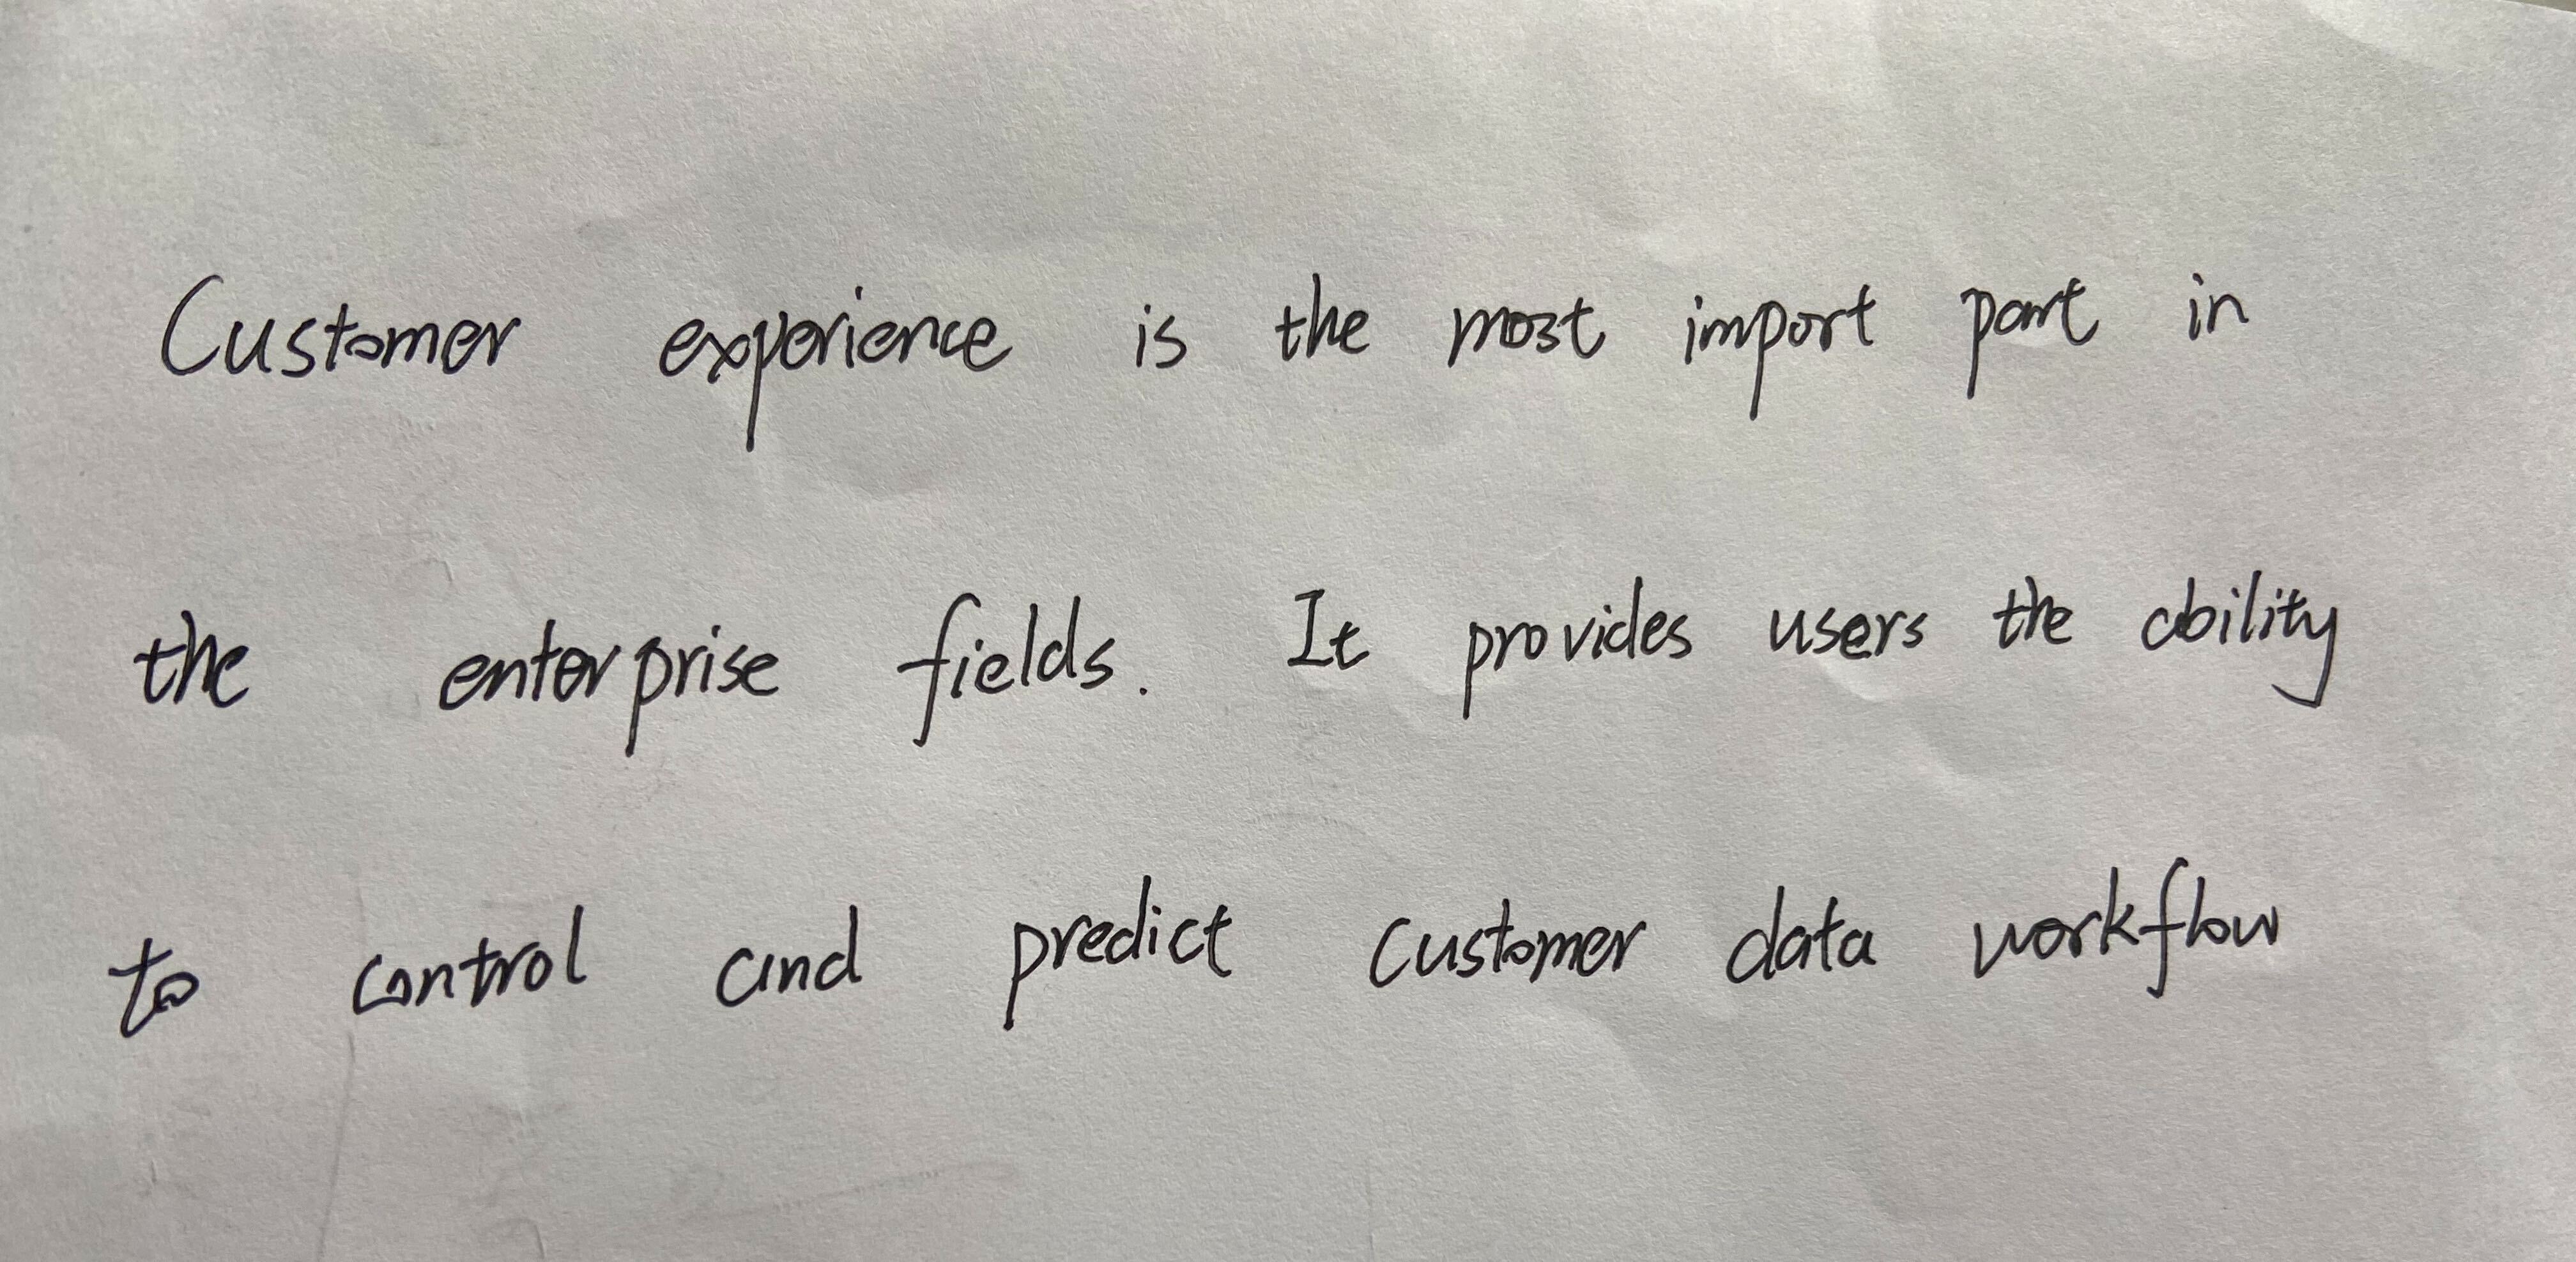 Customer experience is the most import part in
the enterprise fields. It provides users the ability
to control and predict customer data workflow